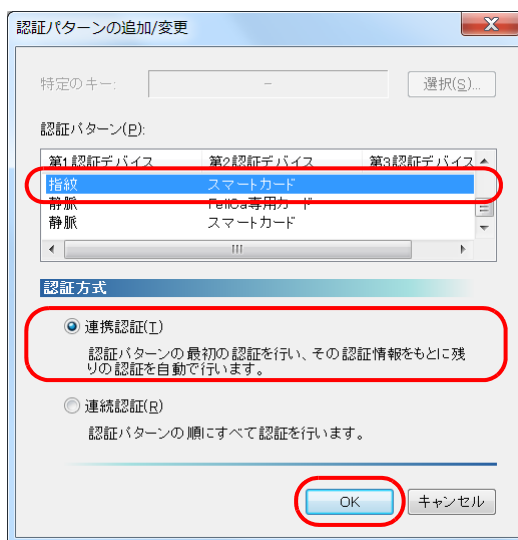 認証パターンの追加/変更
X
特定のキー: - 選択(S)...
認証パターン(P):
第1認証デバイス 第2認証デバイス 第3認証デバイス
指紋 スマートカード
静脈 FeliCa専用カード
静脈 スマートカード
認証方式
連携認証(T)
認証パターンの最初の認証を行い、その認証情報をもとに残
りの認証を自動で行います。
連続認証(R)
認証パターンの順にすべて認証を行います。
OK キャンセル